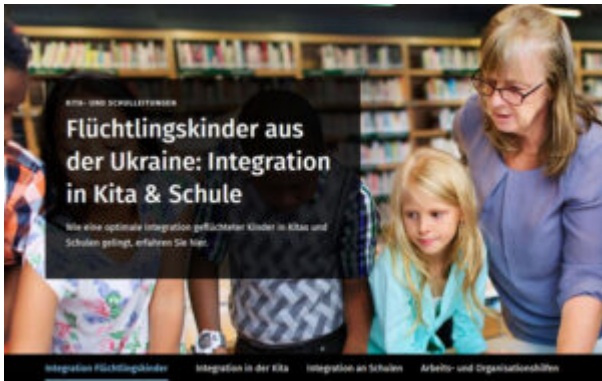 KITA- UND SCHULLEITUNGEN
Flüchtlingskinder aus
der Ukraine: Integration
in Kita & Schule
Wie eine optimale Integration geflüchteter Kinder in Kitas und
Schulen gelingt, erfahren Sie hier.
Integration Flüchtlingskinder Integration in der Kita Integration an Schulen Arbeits- und Organisationshilfen